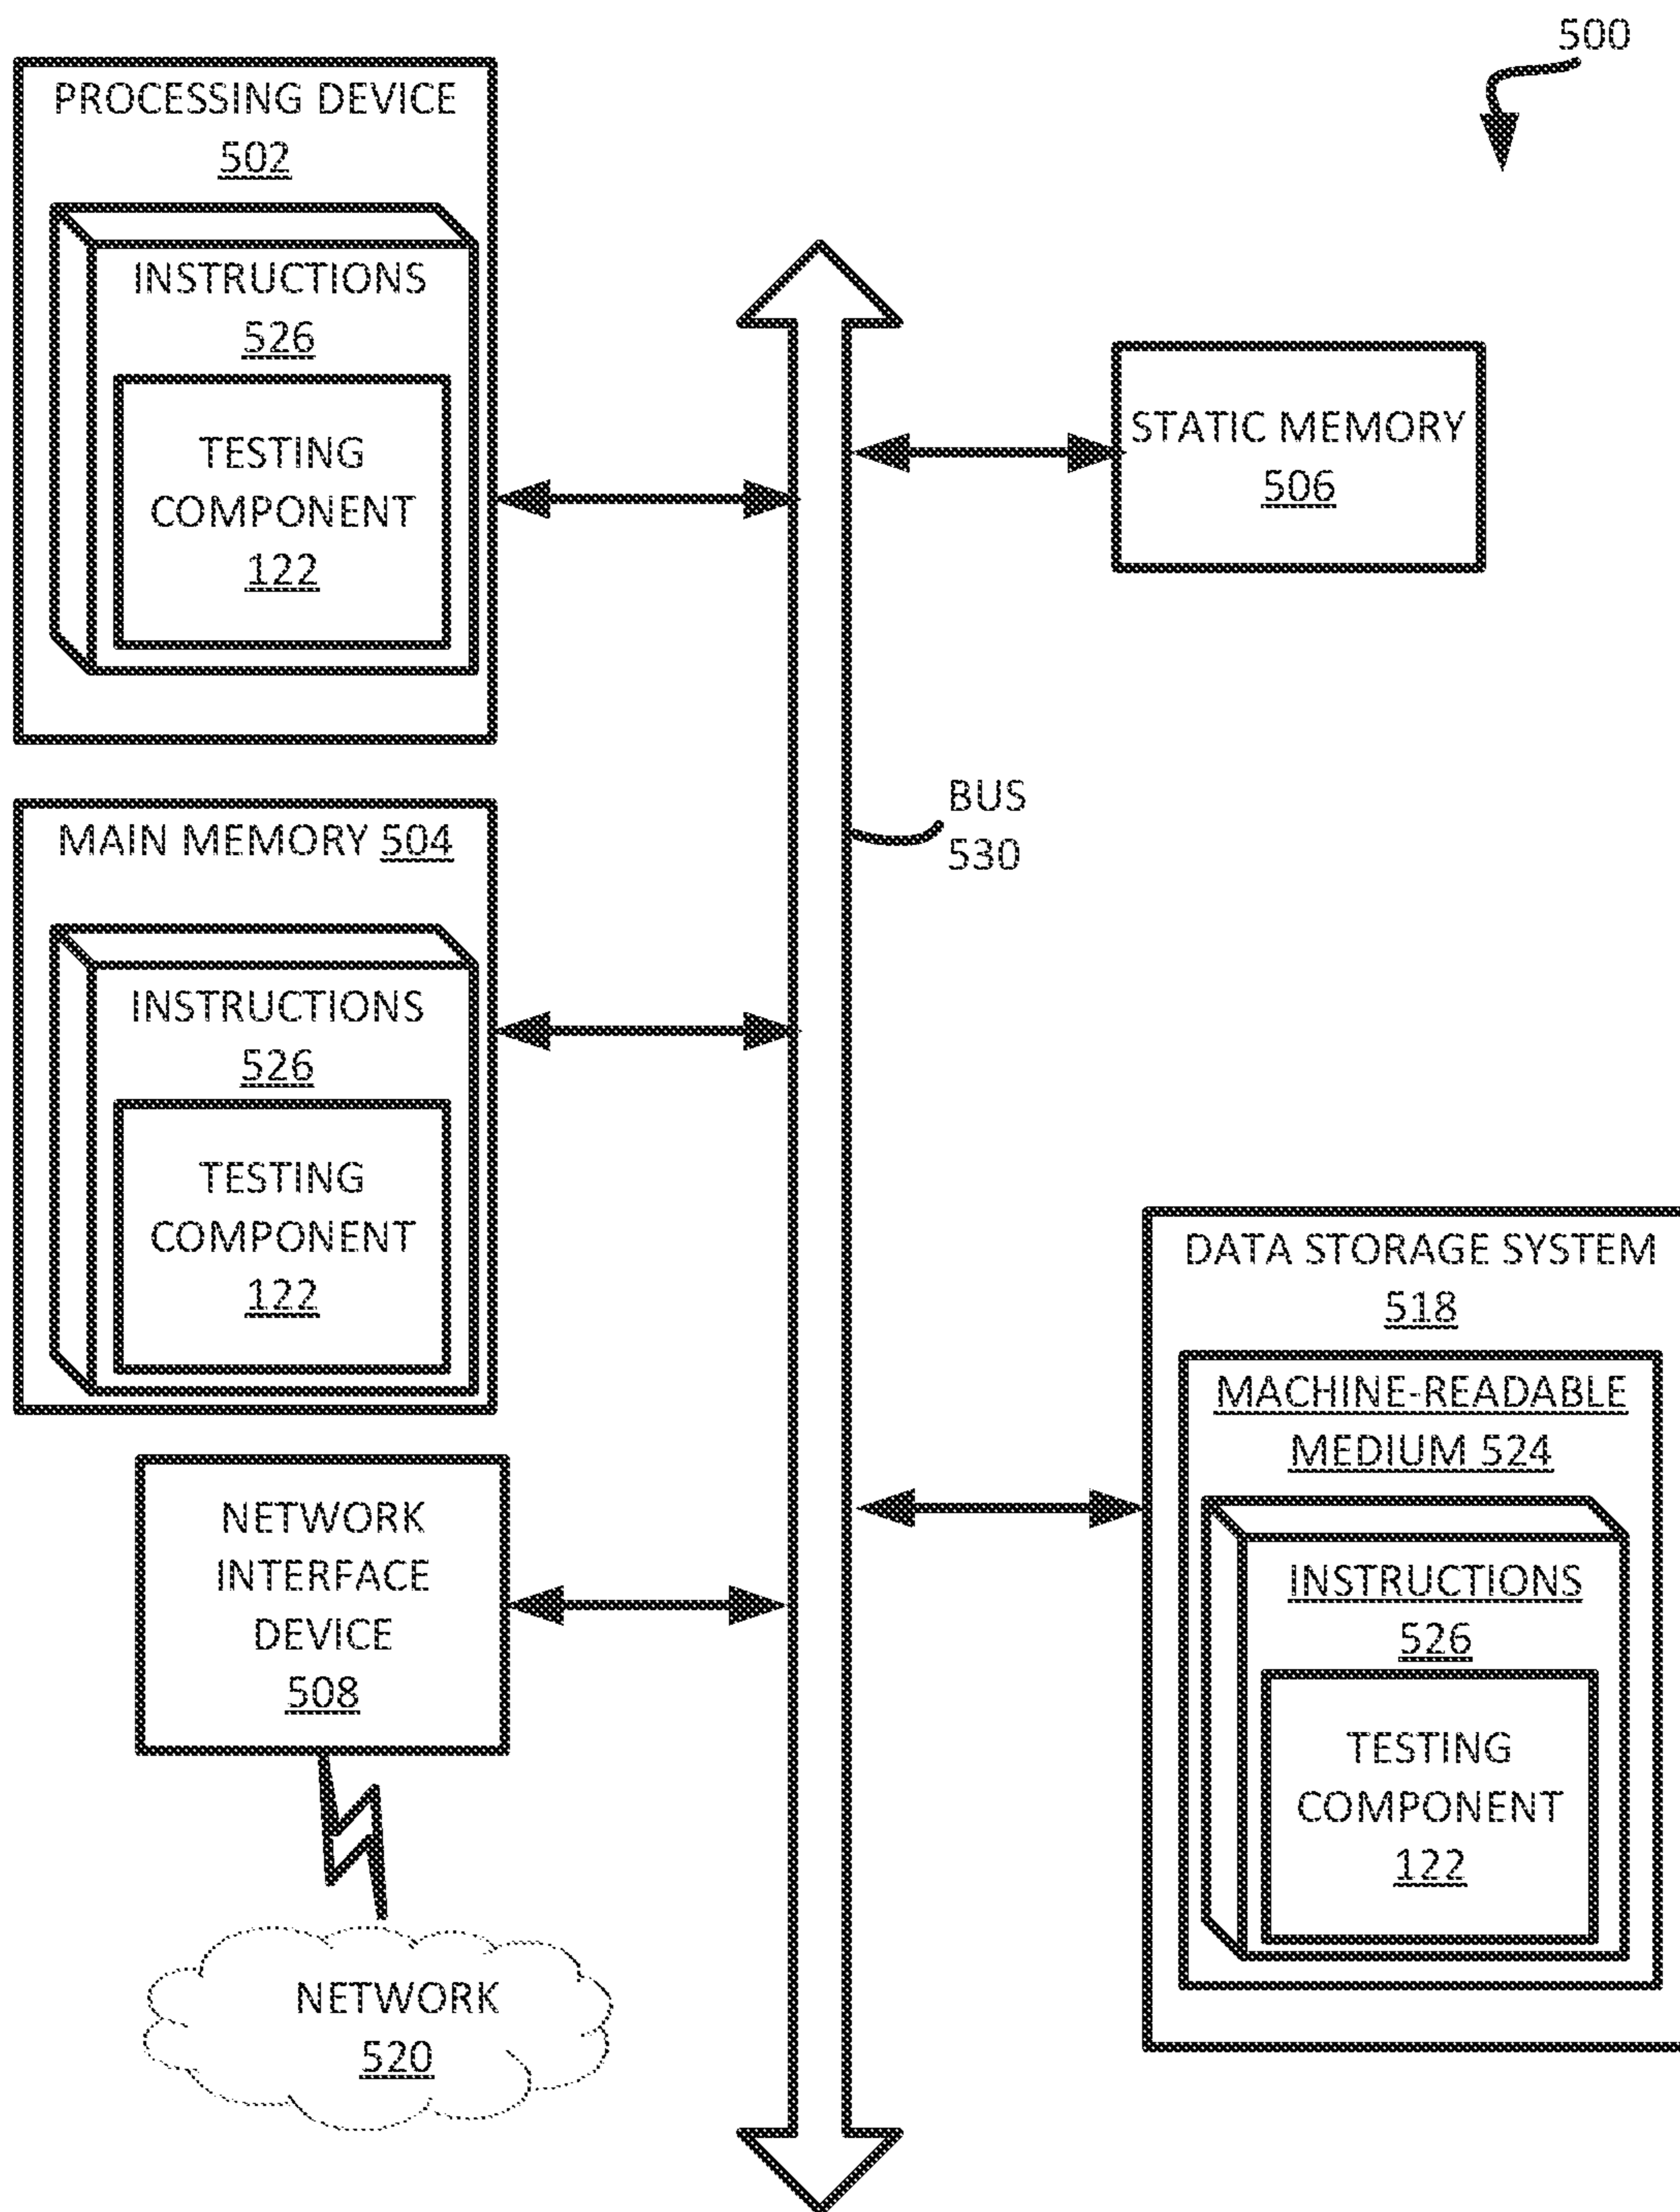 500
PROCESSING DEVICE
502
INSTRUCTIONS
526
TESTING
COMPONENT
122
STATIC MEMORY
506
BUS
530
MAIN MEMORY 504
INSTRUCTIONS
526
TESTING
COMPONENT
122
DATA STORAGE SYSTEM
518
MACHINE-READABLE
MEDIUM 524
INSTRUCTIONS
526
TESTING
COMPONENT
122
NETWORK
INTERFACE
DEVICE
508
NETWORK
520